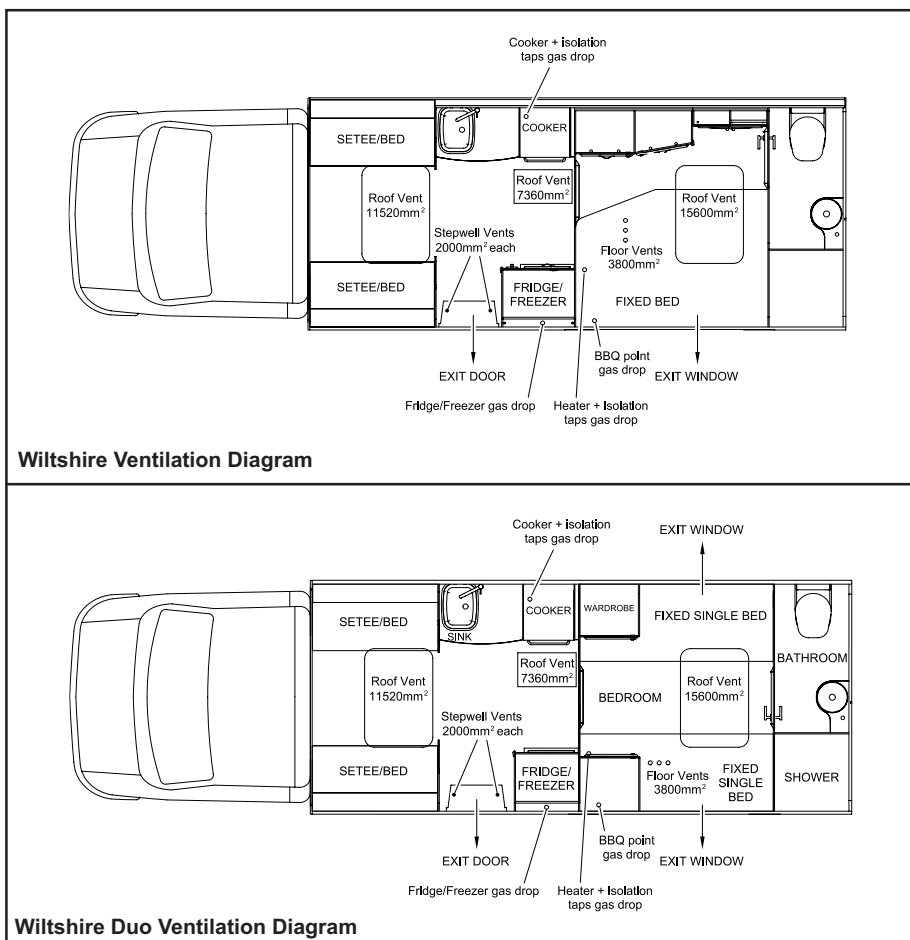 Cooker + isolation
taps gas drop
SETEE/BED
COOKER
Roof Vent
11520mm²
Roof Vent
7360mm²
Roof Vent
15600mm²
Stepwell Vents
2000mm² each
Floor Vents
3800mm²
SETEE/BED
FRIDGE/
FREEZER
FIXED BED
EXIT DOOR
BBQ point
gas drop
EXIT WINDOW
Fridge/Freezer gas drop
Heater + Isolation
taps gas drop
Wiltshire Ventilation Diagram
Cooker + isolation
taps gas drop
EXIT WINDOW
SETEE/BED
SINK
COOKER
WARDROBE
FIXED SINGLE BED
BATHROOM
Roof Vent
11520mm²
Roof Vent
7360mm²
BEDROOM
Roof Vent
15600mm²
Stepwell Vents
2000mm² each
SETEE/BED
FRIDGE/
FREEZER
Floor Vents
3800mm²
FIXED
SINGLE
BED
SHOWER
EXIT DOOR
BBQ point
gas drop
EXIT WINDOW
Fridge/Freezer gas drop
Heater + Isolation
taps gas drop
Wiltshire Duo Ventilation Diagram